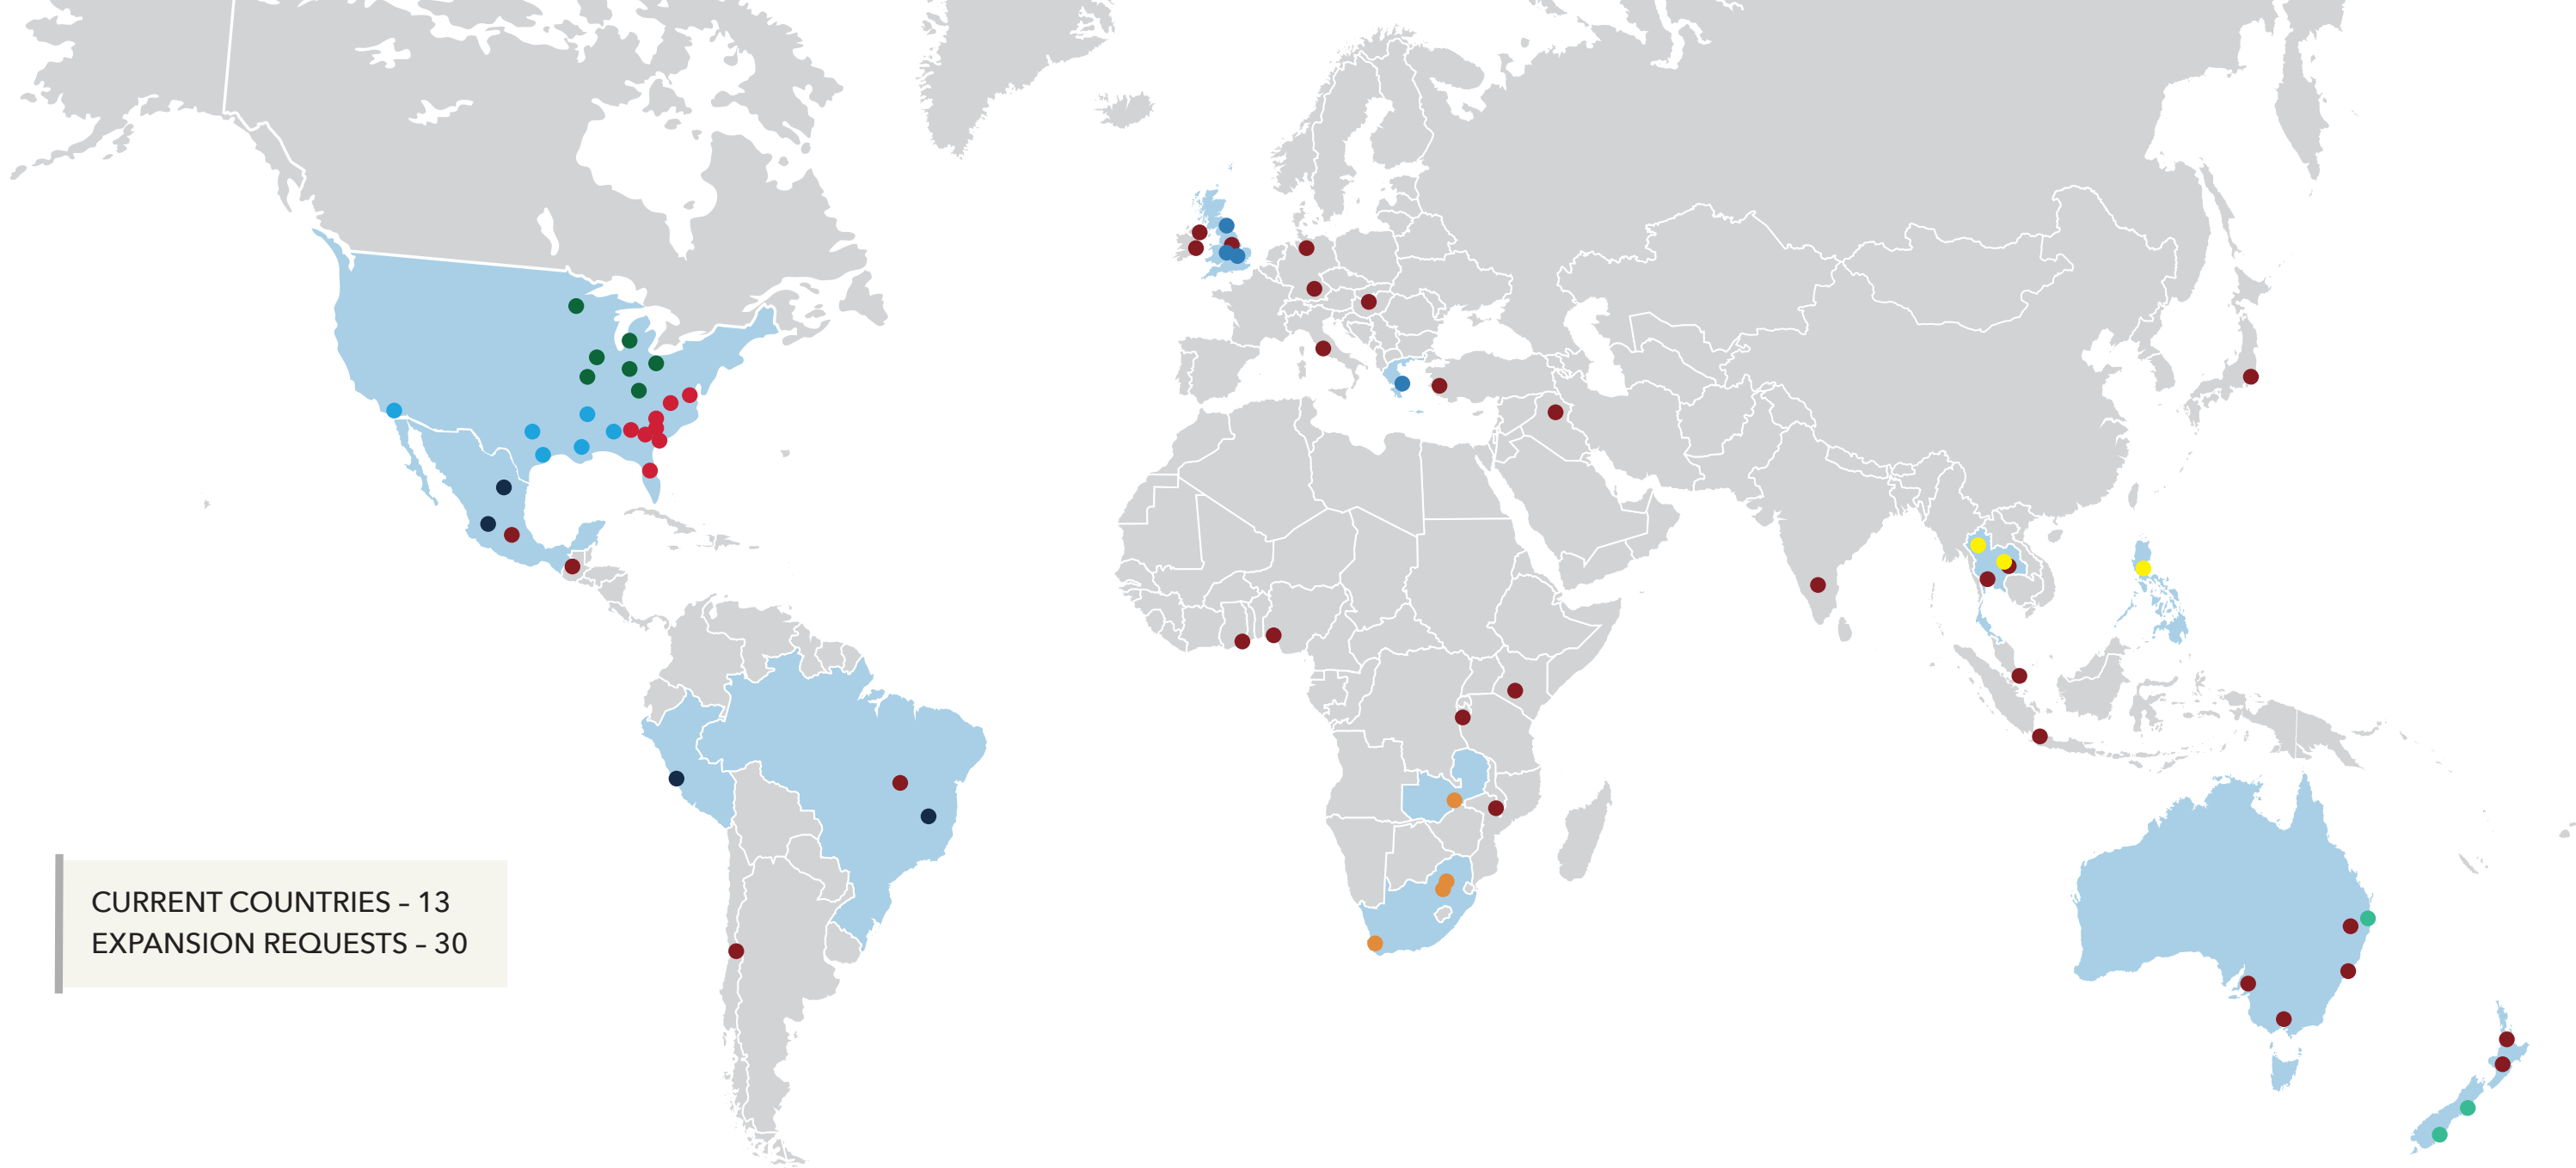 CURRENT COUNTRIES – 13
EXPANSION REQUESTS – 30